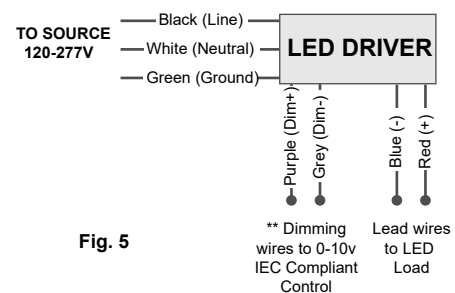 TO SOURCE
120-277V
Black (Line)
White (Neutral)
Green (Ground)
LED DRIVER
Purple (Dim+)
Grey (Dim-)
Blue (-)
Red (+)
** Dimming
wires to 0-10v
IEC Compliant
Control
Lead wires
to LED
Load
Fig. 5